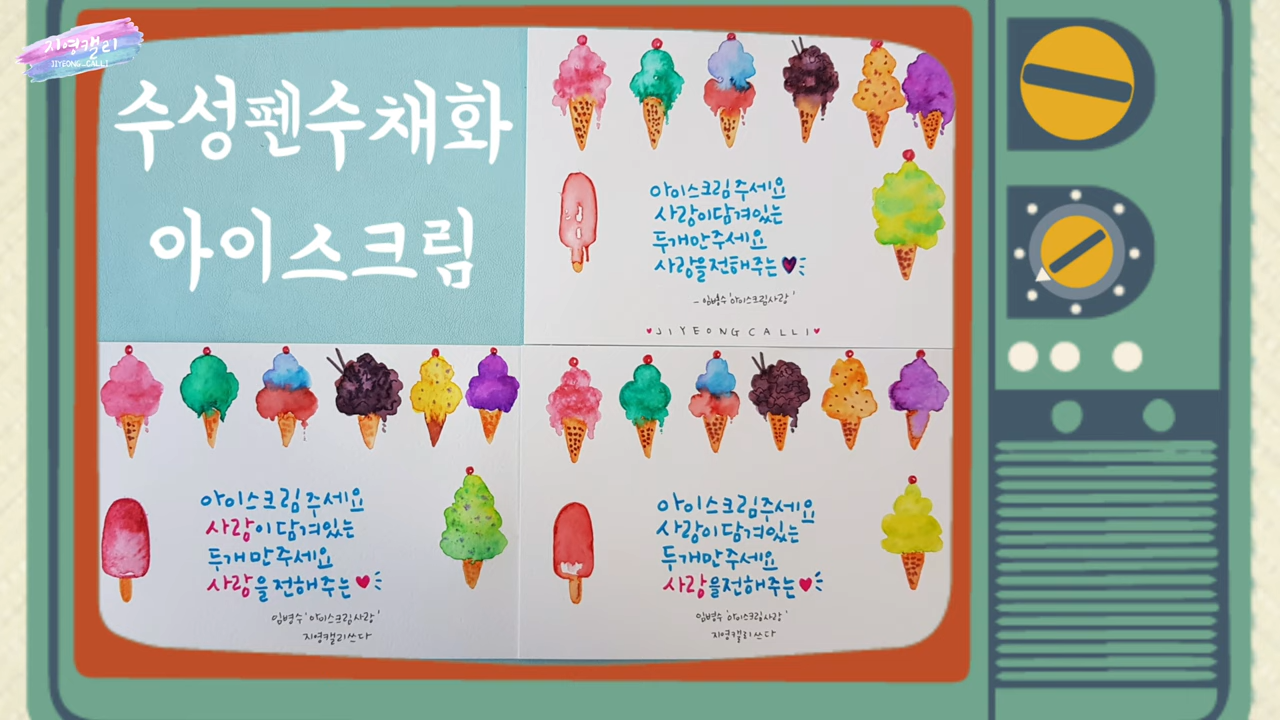 지영캘리
JIYEONG CALLI
수성펜수채화
아이스크림
아이스크림주세요
사랑이담겨있는
두개만주세요
사랑을전해주는
- 임병수 '아이스크림사랑'
JIYEONGCALLI
아이스크림주세요
사랑이담겨있는
두개만주세요
사랑을전해주는
임병수 '아이스크림사랑'
지영캘리쓰다
아이스크림주세요
사랑이담겨있는
두개만주세요
사랑을전해주는
임병수 '아이스크림사랑'
지영캘리쓰다